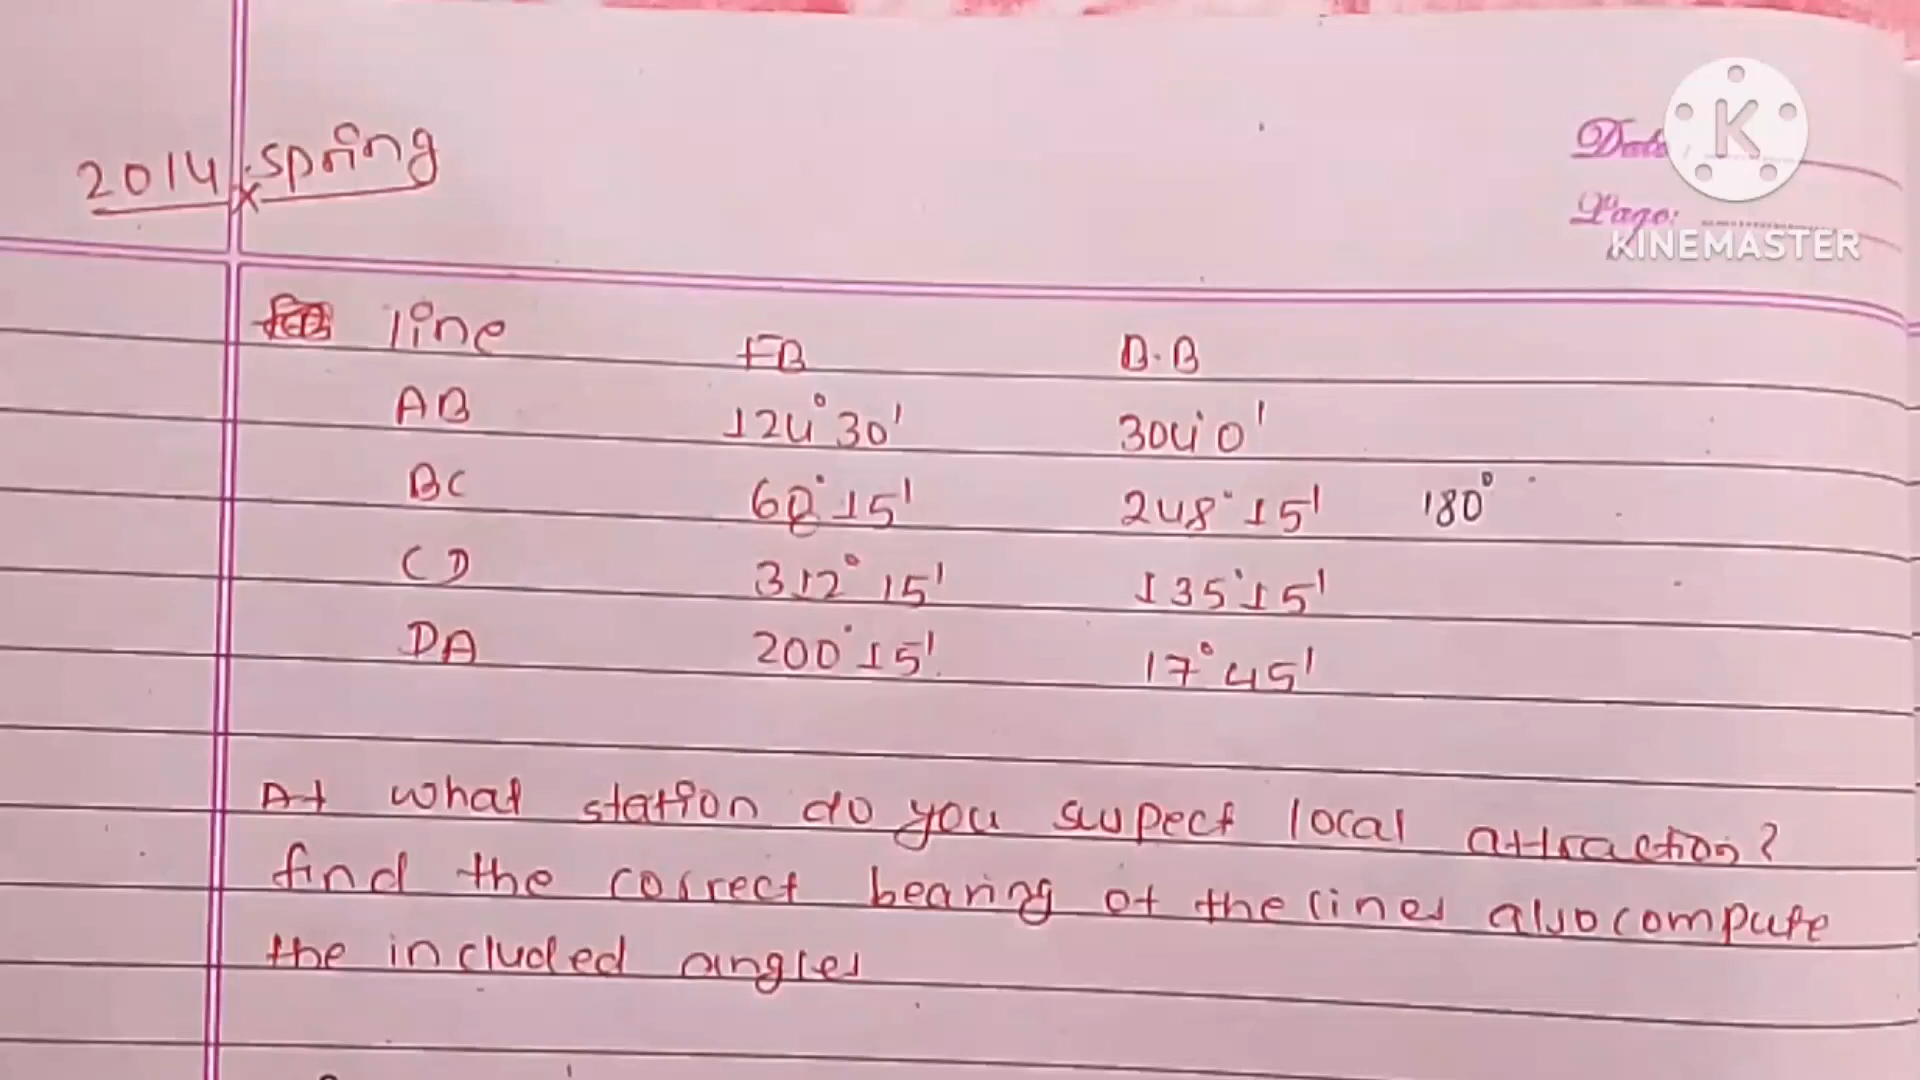 2014 spring
Date:
Page:
KINEMASTER
line FB B.B
AB 124°30' 304°0'
BC 68°15' 248°15' 180°
CD 312°15' 135°15'
DA 200°15' 17°45'
At what station do you suspect local attraction?
find the correct bearing of the lines also compute
the included angles